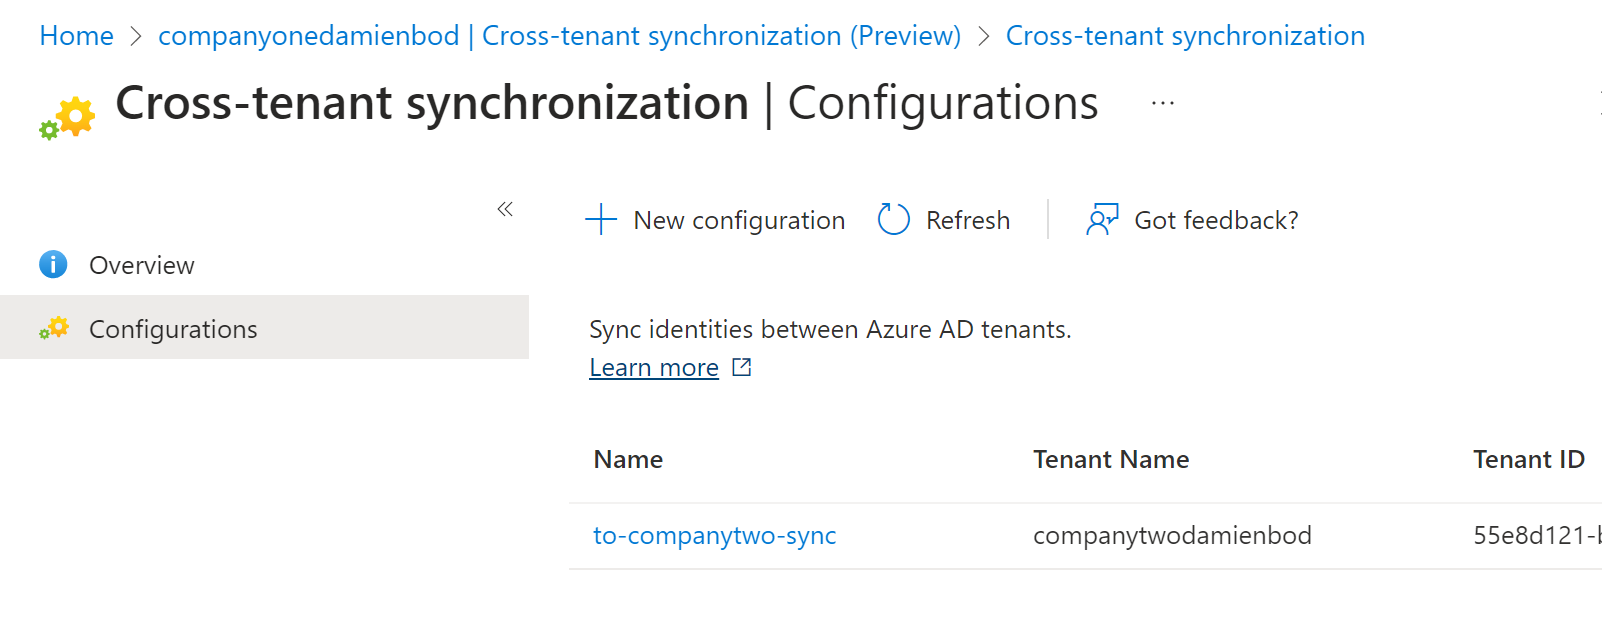 Home > companyonedamienbod | Cross-tenant synchronization (Preview) > Cross-tenant synchronization
Cross-tenant synchronization | Configurations ...
«
New configuration Refresh Got feedback?
Overview
Configurations
Sync identities between Azure AD tenants.
Learn more
Name Tenant Name Tenant ID
to-companytwo-sync companytwodamienbod 55e8d121-